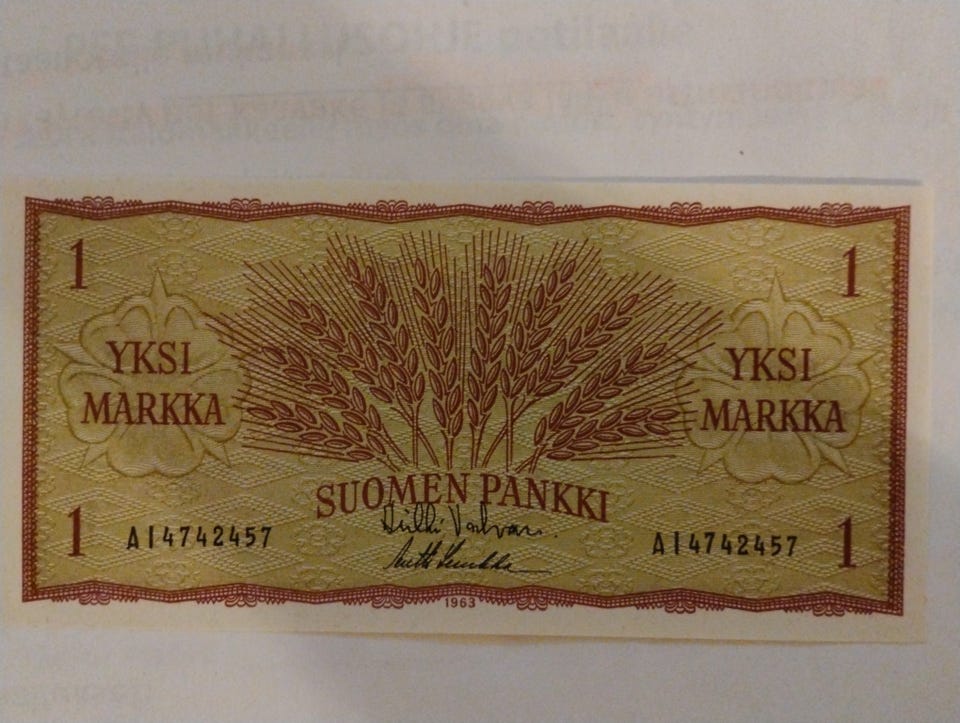 1 1
YKSI YKSI
MARKKA MARKKA
SUOMEN PANKKI
1 AI4742457 AI4742457 1
1963